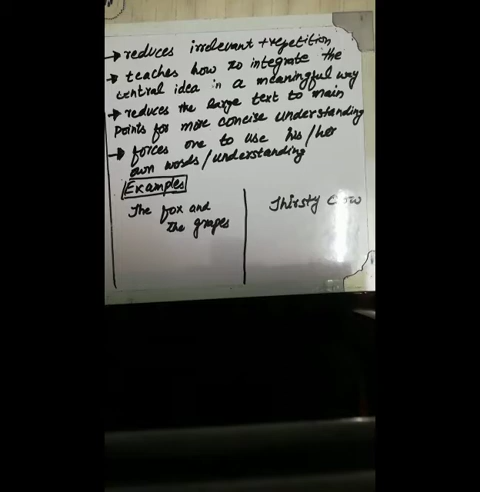 → reduces irrelevant + repetition
→ teaches how to integrate the
central idea in a meaningful way
→ reduces the large text to main
points for more concise understanding
→ forces one to use his/her
own words/understanding
Examples
The fox and
the grapes
Thirsty Crow